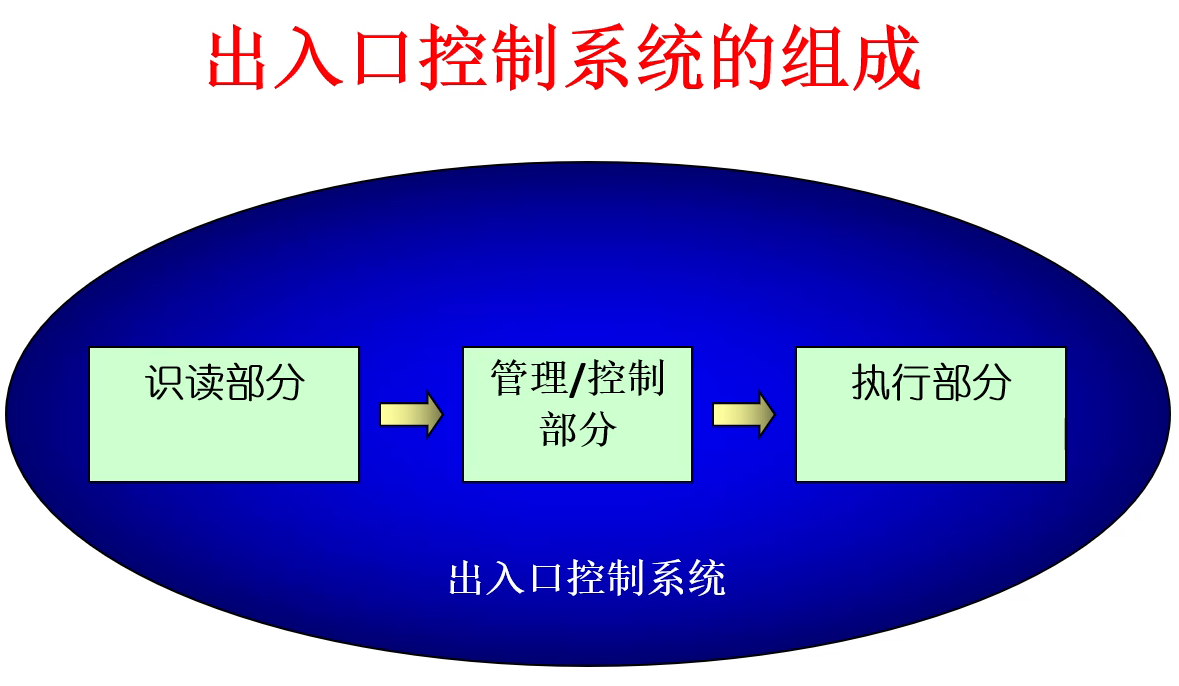 出入口控制系统的组成
识读部分
管理/控制
部分
执行部分
出入口控制系统